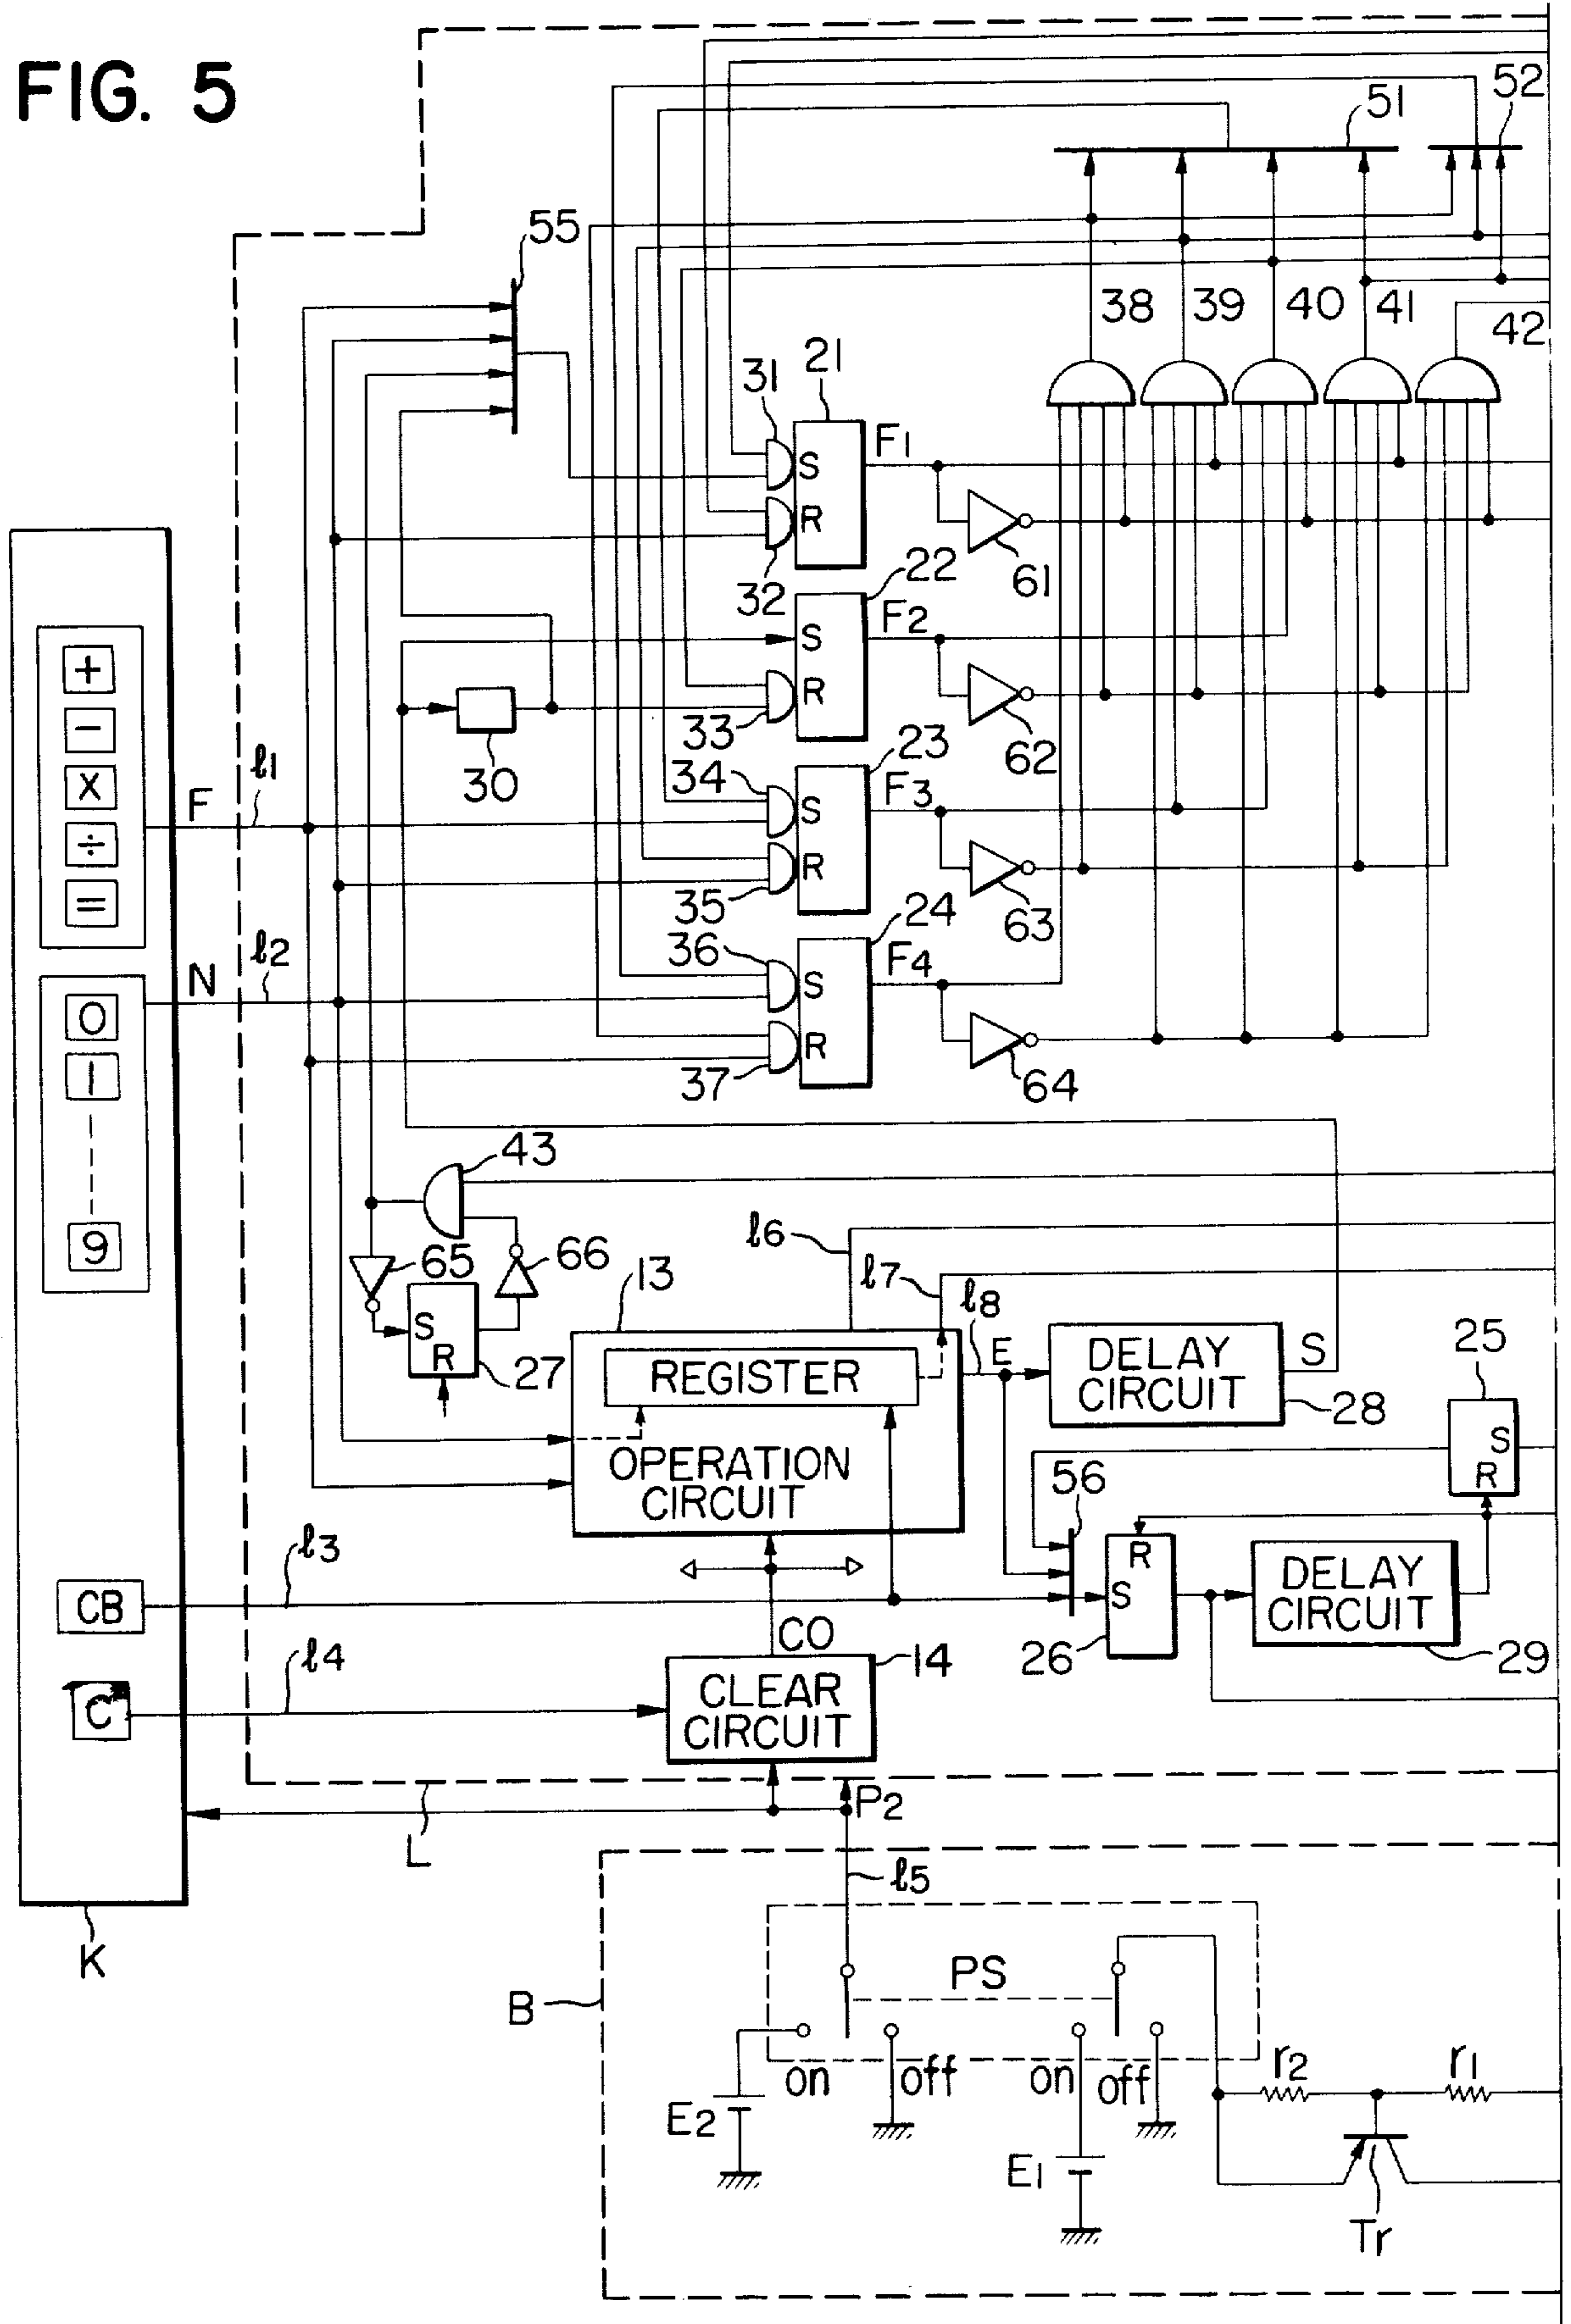 FIG. 5
52
51
55
38 39 40 41
42
31 21
F1
S
R
32
61
22
F2
S
R
33
62
30
23
34
F3
S
R
35
63
24
36
F4
S
R
37
64
+
−
X
÷
=
F
l1
N
l2
0
1
9
43
65
66
S
R
27
l6
l7
l8
13
E
REGISTER
OPERATION
CIRCUIT
DELAY
CIRCUIT
S
28
25
S
R
56
R
S
26
DELAY
CIRCUIT
29
CB
l3
CO
C
l4
CLEAR
CIRCUIT
14
P2
L
K
l5
B
PS
on
off
on
off
E2
E1
r2
r1
Tr